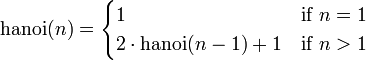 hanoi(n) = { 1 if n = 1
2 · hanoi(n − 1) + 1 if n > 1